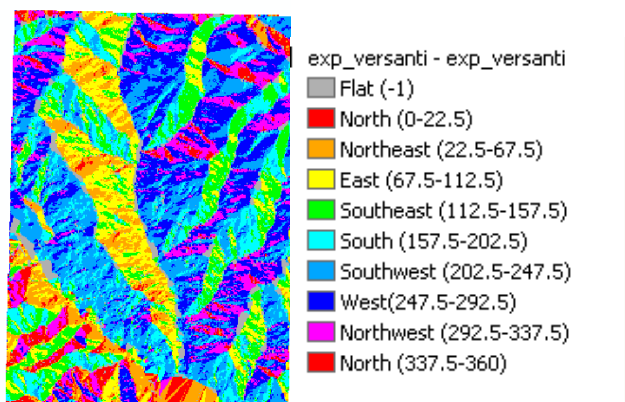 exp_versanti - exp_versanti
Flat (-1)
North (0-22.5)
Northeast (22.5-67.5)
East (67.5-112.5)
Southeast (112.5-157.5)
South (157.5-202.5)
Southwest (202.5-247.5)
West(247.5-292.5)
Northwest (292.5-337.5)
North (337.5-360)